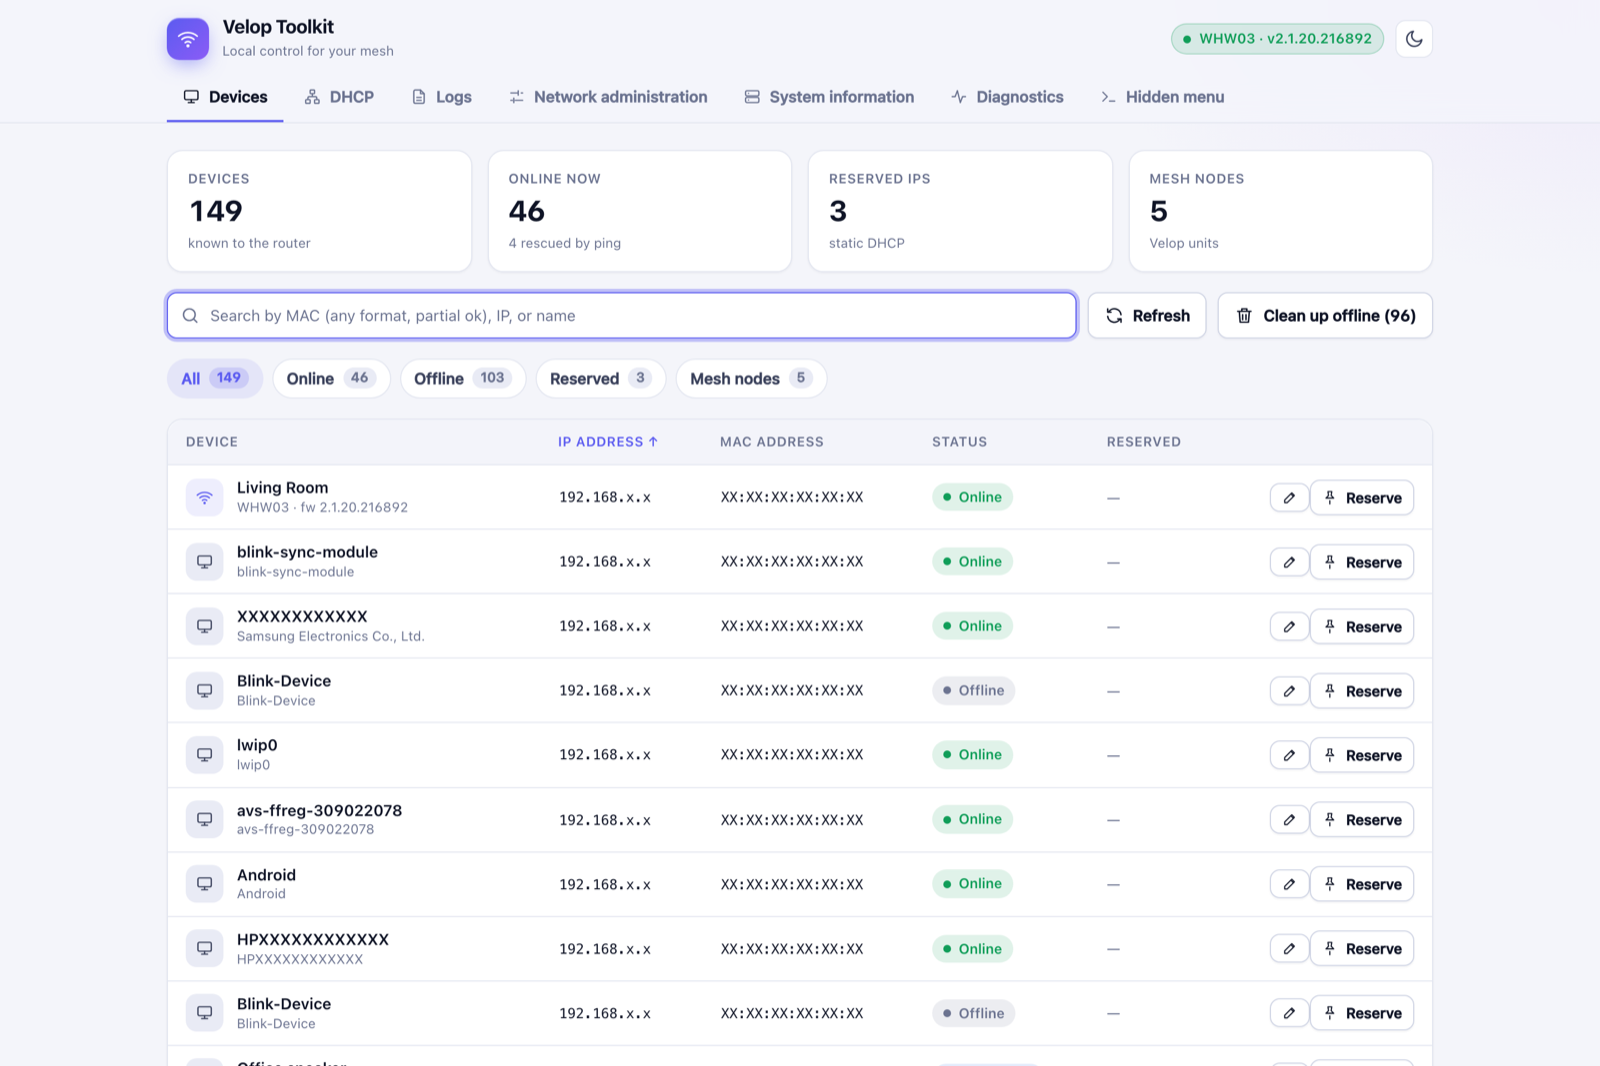 Velop Toolkit
Local control for your mesh
WHW03 · v2.1.20.216892
Devices
DHCP
Logs
Network administration
System information
Diagnostics
Hidden menu
DEVICES
149
known to the router
ONLINE NOW
46
4 rescued by ping
RESERVED IPS
3
static DHCP
MESH NODES
5
Velop units
Search by MAC (any format, partial ok), IP, or name
Refresh
Clean up offline (96)
All 149
Online 46
Offline 103
Reserved 3
Mesh nodes 5
DEVICE IP ADDRESS ↑ MAC ADDRESS STATUS RESERVED
Living Room
WHW03 · fw 2.1.20.216892
192.168.x.x XX:XX:XX:XX:XX:XX Online — Reserve
blink-sync-module
blink-sync-module
192.168.x.x XX:XX:XX:XX:XX:XX Online — Reserve
XXXXXXXXXXXX
Samsung Electronics Co., Ltd.
192.168.x.x XX:XX:XX:XX:XX:XX Online — Reserve
Blink-Device
Blink-Device
192.168.x.x XX:XX:XX:XX:XX:XX Offline — Reserve
lwip0
lwip0
192.168.x.x XX:XX:XX:XX:XX:XX Online — Reserve
avs-ffreg-309022078
avs-ffreg-309022078
192.168.x.x XX:XX:XX:XX:XX:XX Online — Reserve
Android
Android
192.168.x.x XX:XX:XX:XX:XX:XX Online — Reserve
HPXXXXXXXXXXXX
HPXXXXXXXXXXXX
192.168.x.x XX:XX:XX:XX:XX:XX Online — Reserve
Blink-Device
Blink-Device
192.168.x.x XX:XX:XX:XX:XX:XX Offline — Reserve